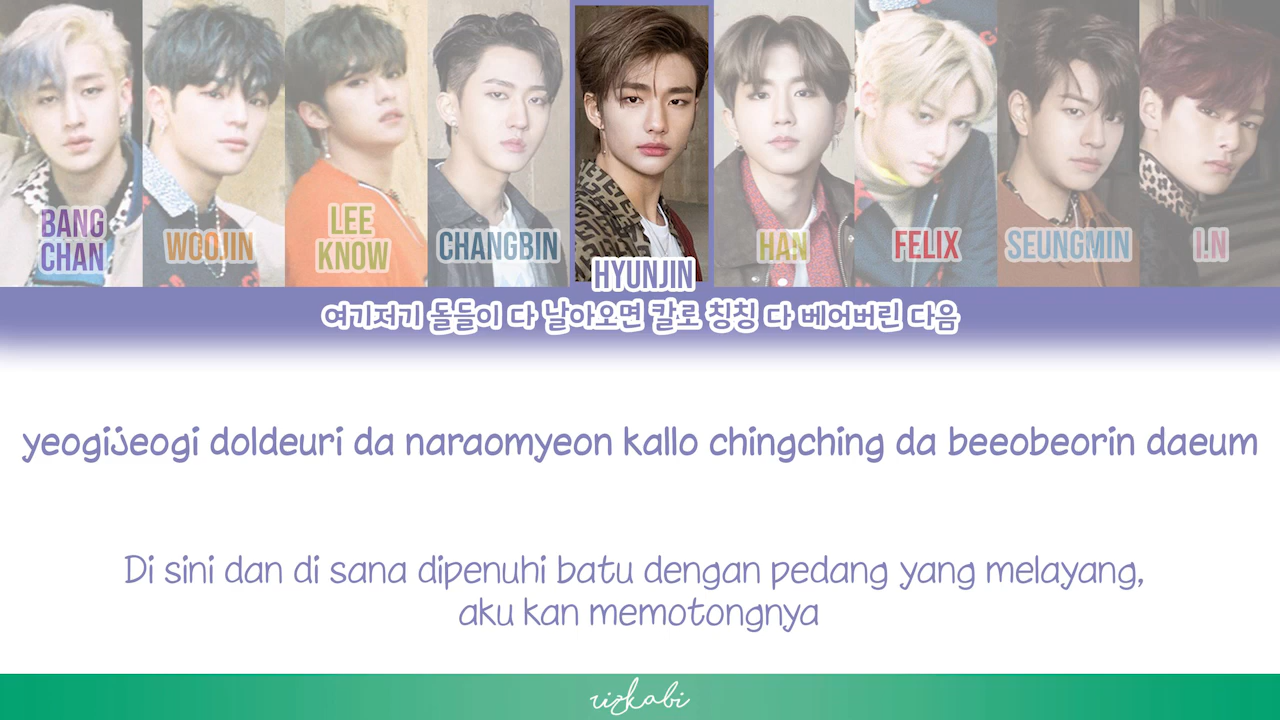 BANG
CHAN
WOOJIN
LEE
KNOW
CHANGBIN
HYUNJIN
HAN
FELIX
SEUNGMIN
I.N
여기저기 돌들이 다 날아오면 칼로 칭칭 다 베어버린 다음
yeogijeogi doldeuri da naraomyeon kallo chingching da beeobeorin daeum
Di sini dan di sana dipenuhi batu dengan pedang yang melayang,
aku kan memotongnya
rizkabi